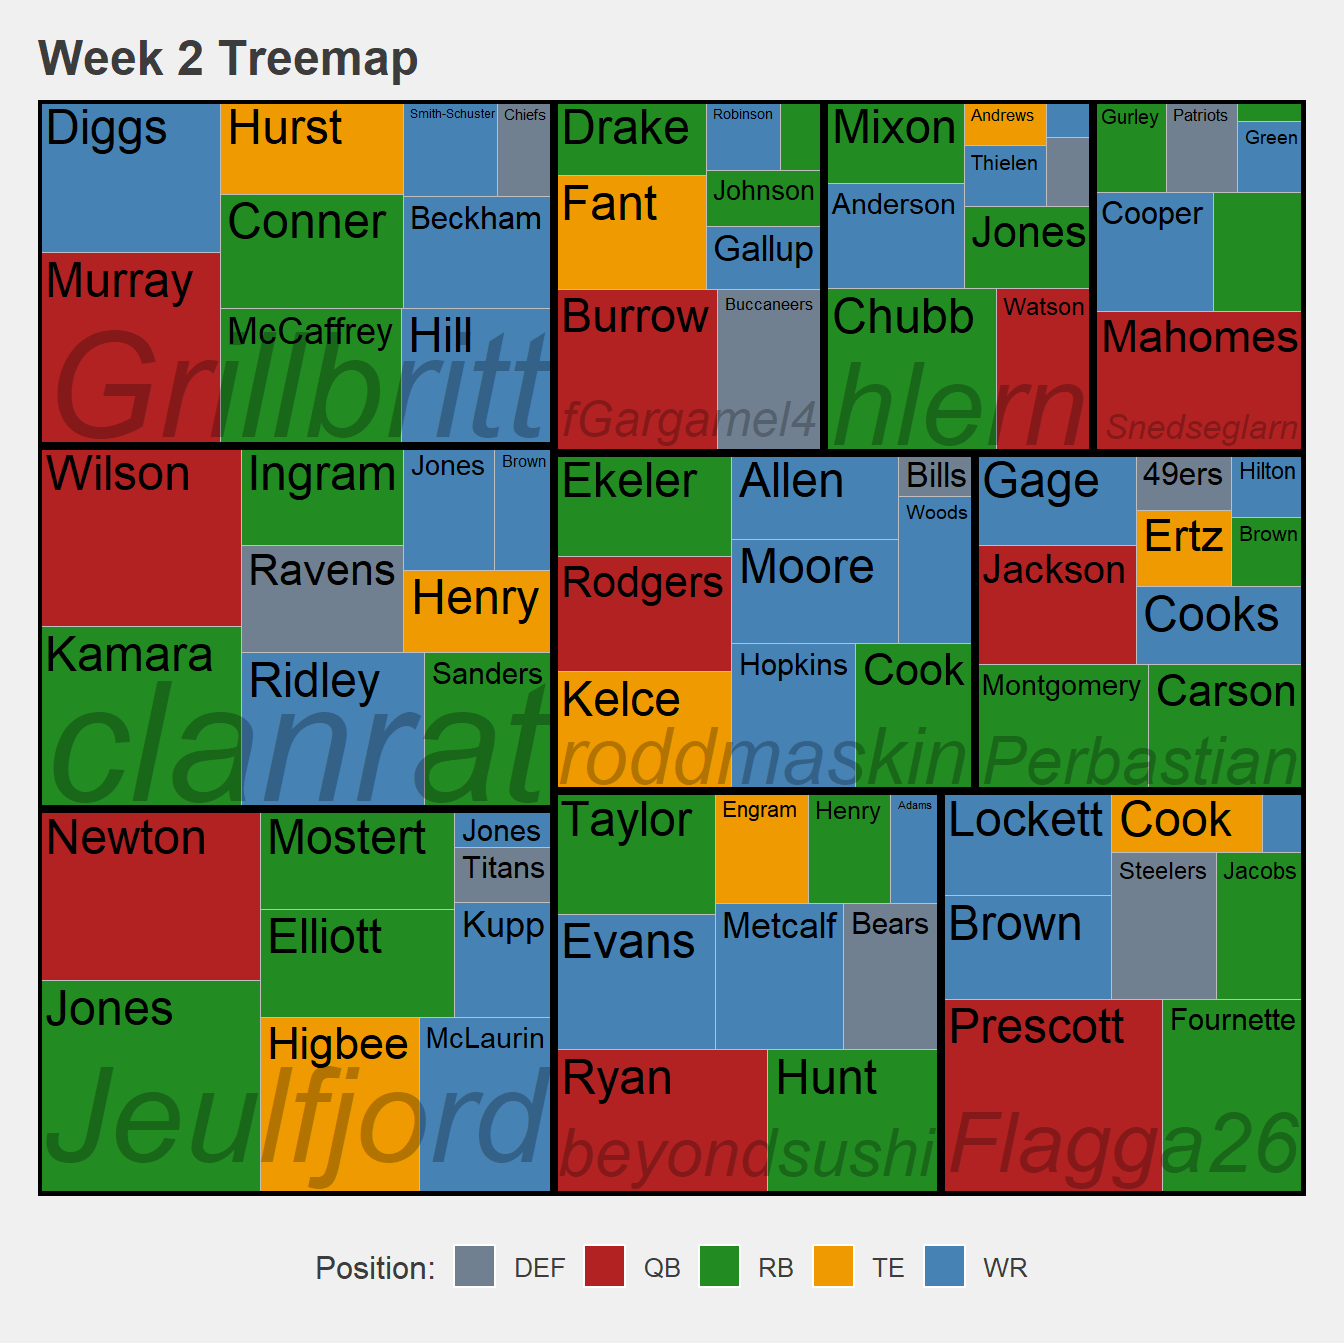 Week 2 Treemap
Diggs
Hurst
Smith-Schuster
Chiefs
Conner
Beckham
Murray
McCaffrey
Hill
Grillbritt
Drake
Robinson
Fant
Johnson
Gallup
Burrow
Buccaneers
fGargamel4
Mixon
Andrews
Thielen
Anderson
Jones
Chubb
Watson
hlern
Gurley
Patriots
Green
Cooper
Mahomes
Snedseglarn
Wilson
Ingram
Jones
Brown
Ravens
Henry
Kamara
Ridley
Sanders
clanrat
Ekeler
Allen
Bills
Woods
Rodgers
Moore
Kelce
Hopkins
Cook
roddmaskin
Gage
49ers
Hilton
Jackson
Ertz
Brown
Cooks
Montgomery
Carson
Perbastian
Newton
Mostert
Jones
Titans
Elliott
Kupp
Jones
Higbee
McLaurin
Jeulfjord
Taylor
Engram
Henry
Adams
Evans
Metcalf
Bears
Ryan
Hunt
beyondsushi
Lockett
Cook
Steelers
Jacobs
Brown
Prescott
Fournette
Flagga26
Position: DEF QB RB TE WR